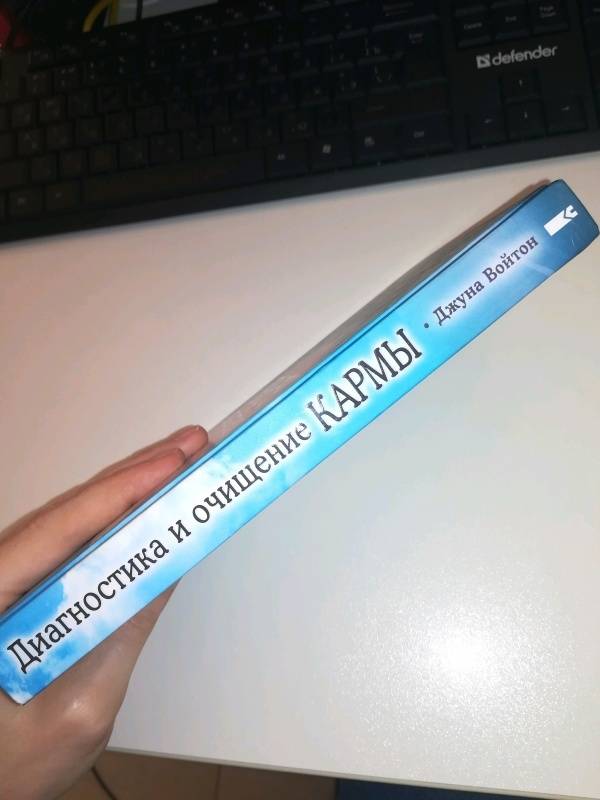 defender
Диагностика и очищение КАРМЫ • Джуна Войтон